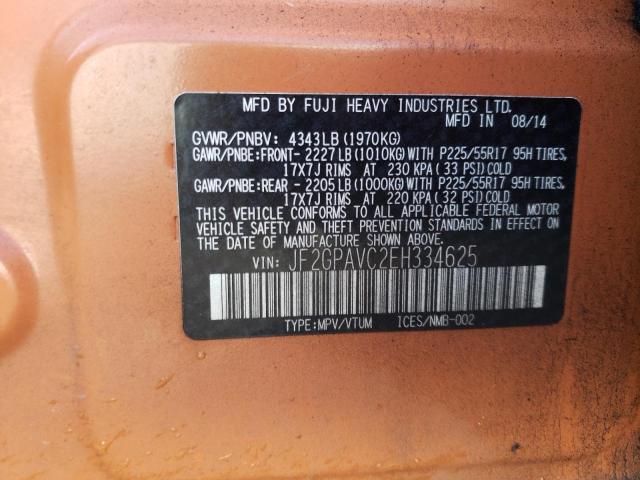 MFD BY FUJI HEAVY INDUSTRIES LTD.
MFD IN 08/14
GVWR/PNBV: 4343LB(1970KG)
GAWR/PNBE:FRONT-2227LB(1010KG)WITH P225/55R17 95H TIRES,
17X7J RIMS AT 230 KPA (33 PSI)COLD
GAWR/PNBE:REAR -2205LB(1000KG)WITH P225/55R17 95H TIRES,
17X7J RIMS AT 220 KPA (32 PSI)COLD
THIS VEHICLE CONFORMS TO ALL APPLICABLE FEDERAL MOTOR
VEHICLE SAFETY AND THEFT PREVENTION STANDARDS IN EFFECT ON
THE DATE OF MANUFACTURE SHOWN ABOVE.
VIN: JF2GPAVC2EH334625
TYPE:MPV/VTUM ICES/NMB-002